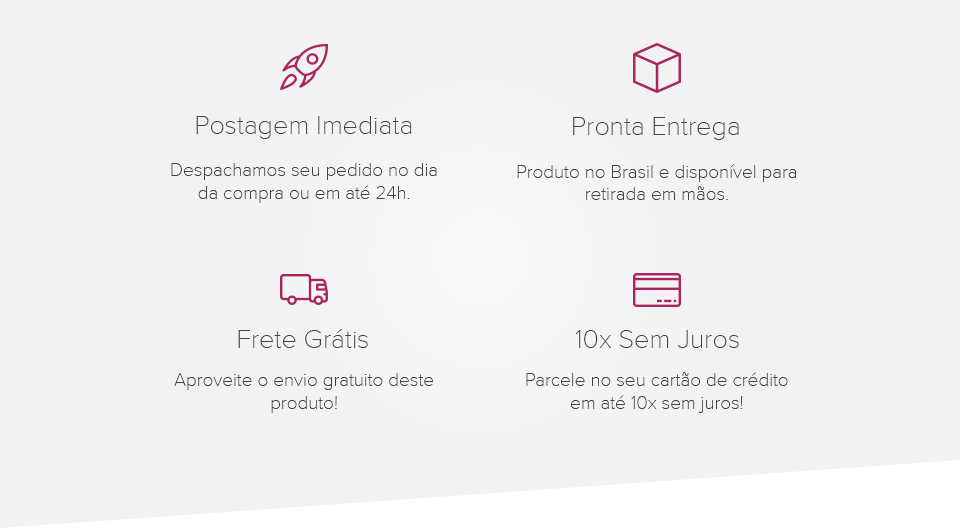 Postagem Imediata
Despachamos seu pedido no dia
da compra ou em até 24h.
Pronta Entrega
Produto no Brasil e disponível para
retirada em mãos.
Frete Grátis
Aproveite o envio gratuito deste
produto!
10x Sem Juros
Parcele no seu cartão de crédito
em até 10x sem juros!